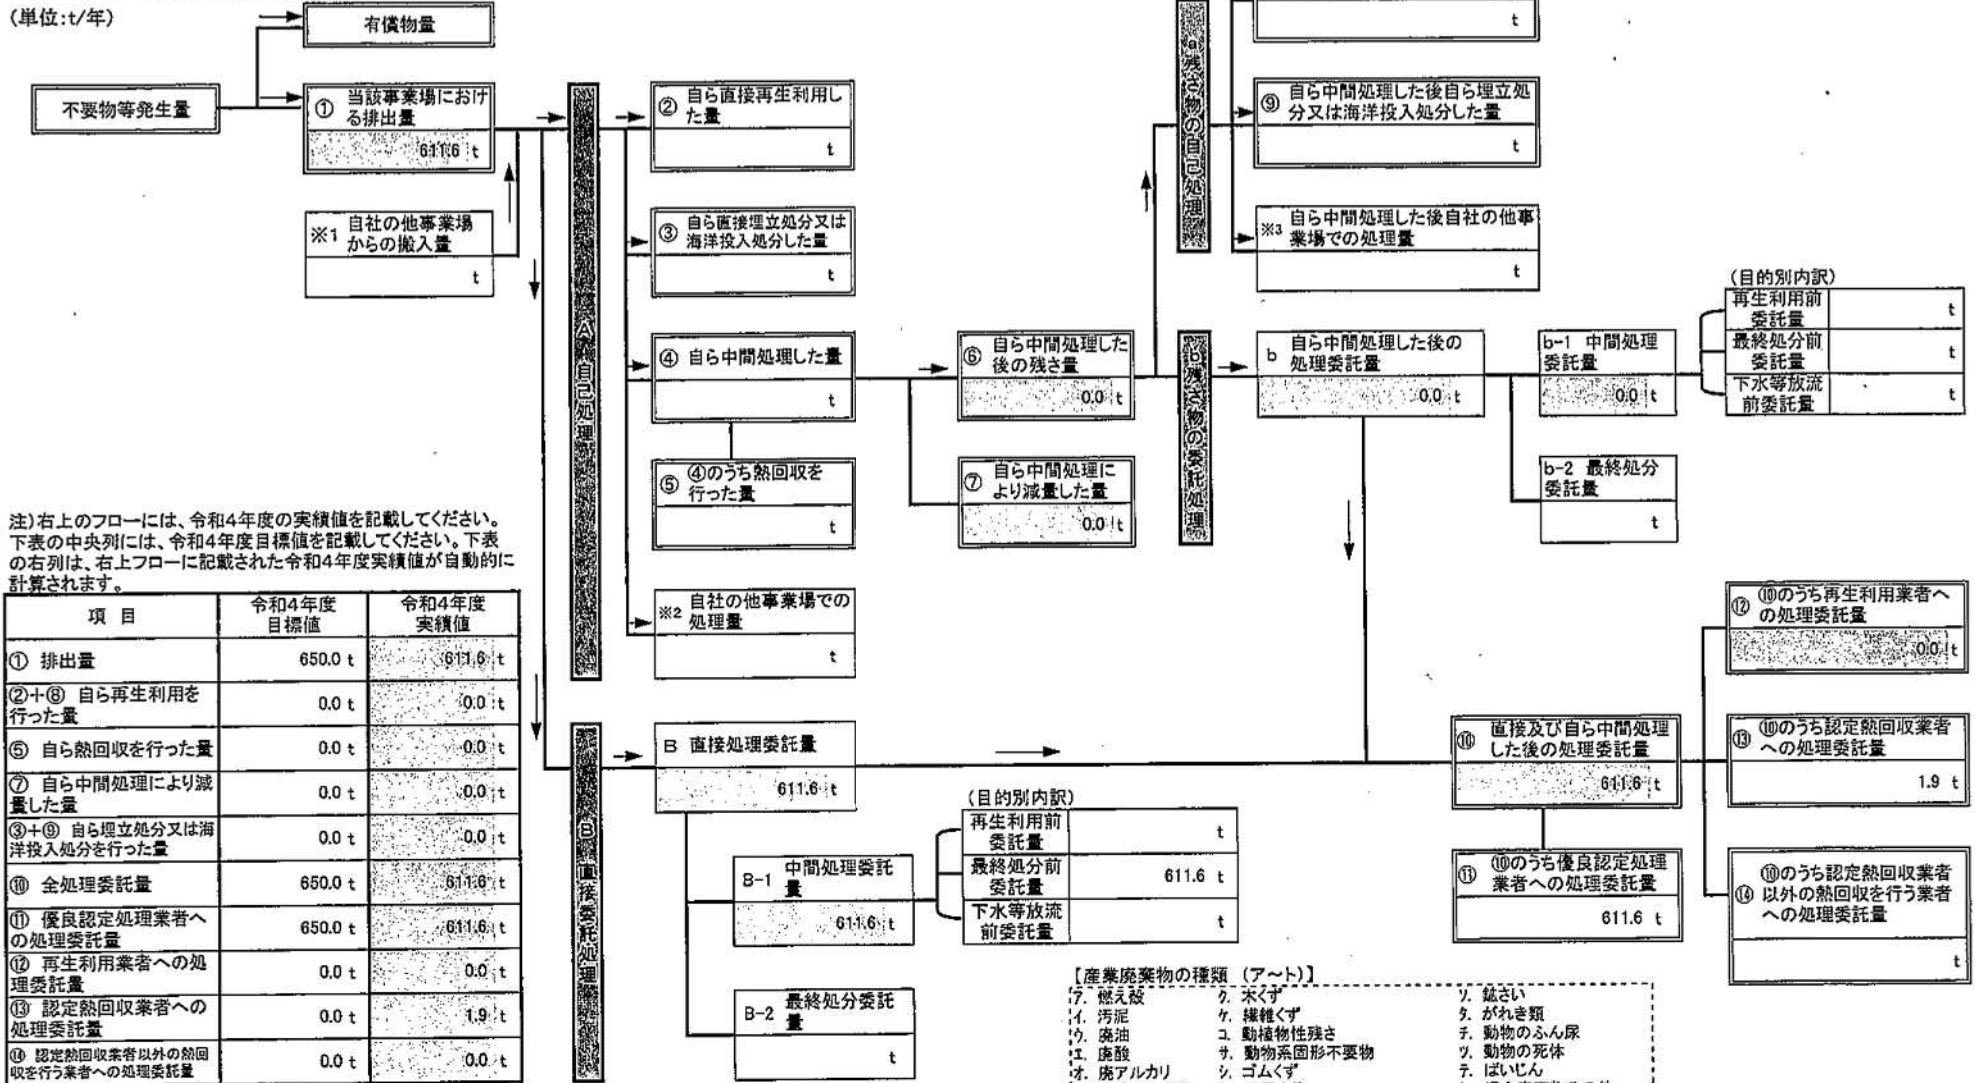 (単位:t/年)
有償物量
不要物等発生量
① 当該事業場におけ
る排出量
611.6 t
※1 自社の他事業場
からの搬入量
t
A 自己処理
② 自ら直接再生利用し
た量
t
③ 自ら直接埋立処分又は
海洋投入処分した量
t
④ 自ら中間処理した量
t
⑤ ④のうち熱回収を
行った量
t
※2 自社の他事業場での
処理量
t
⑥ 自ら中間処理した
後の残さ量
0.0 t
⑦ 自ら中間処理に
より減量した量
0.0 t
a 残さ物の自己処理
t
⑨ 自ら中間処理した後自ら埋立処
分又は海洋投入処分した量
t
※3 自ら中間処理した後自社の他事
業場での処理量
t
b 残さ物の委託処理
b 自ら中間処理した後の
処理委託量
0.0 t
b-1 中間処理
委託量
0.0 t
b-2 最終処分
委託量
t
(目的別内訳)
再生利用前
委託量 t
最終処分前
委託量 t
下水等放流
前委託量 t
注)右上のフローには、令和4年度の実績値を記載してください。
下表の中央列には、令和4年度目標値を記載してください。下表
の右列は、右上フローに記載された令和4年度実績値が自動的に
計算されます。
項 目 令和4年度
目標値 令和4年度
実績値
① 排出量 650.0 t 611.6 t
②+⑧ 自ら再生利用を
行った量 0.0 t 0.0 t
⑤ 自ら熱回収を行った量 0.0 t 0.0 t
⑦ 自ら中間処理により減
量した量 0.0 t 0.0 t
③+⑨ 自ら埋立処分又は海
洋投入処分を行った量 0.0 t 0.0 t
⑩ 全処理委託量 650.0 t 611.6 t
⑪ 優良認定処理業者へ
の処理委託量 650.0 t 611.6 t
⑫ 再生利用業者への処
理委託量 0.0 t 0.0 t
⑬ 認定熱回収業者への
処理委託量 0.0 t 1.9 t
⑭ 認定熱回収業者以外の熱回
収を行う業者への処理委託量 0.0 t 0.0 t
B 直接委託処理
B 直接処理委託量
611.6 t
B-1 中間処理委託
量
611.6 t
B-2 最終処分委託
量
t
(目的別内訳)
再生利用前
委託量 t
最終処分前
委託量 611.6 t
下水等放流
前委託量 t
⑩ 直接及び自ら中間処理
した後の処理委託量
611.6 t
⑪ ⑩のうち優良認定処理
業者への処理委託量
611.6 t
⑫ ⑩のうち再生利用業者へ
の処理委託量
0.0 t
⑬ ⑩のうち認定熱回収業者
への処理委託量
1.9 t
⑭ ⑩のうち認定熱回収業者
以外の熱回収を行う業者
への処理委託量
t
【産業廃棄物の種類 (ア~ト)】
ア. 燃え殻 ク. 木くず ソ. 鉱さい
イ. 汚泥 ケ. 繊維くず タ. がれき類
ウ. 廃油 コ. 動植物性残さ チ. 動物のふん尿
エ. 廃酸 サ. 動物系固形不要物 ツ. 動物の死体
オ. 廃アルカリ シ. ゴムくず テ. ばいじん